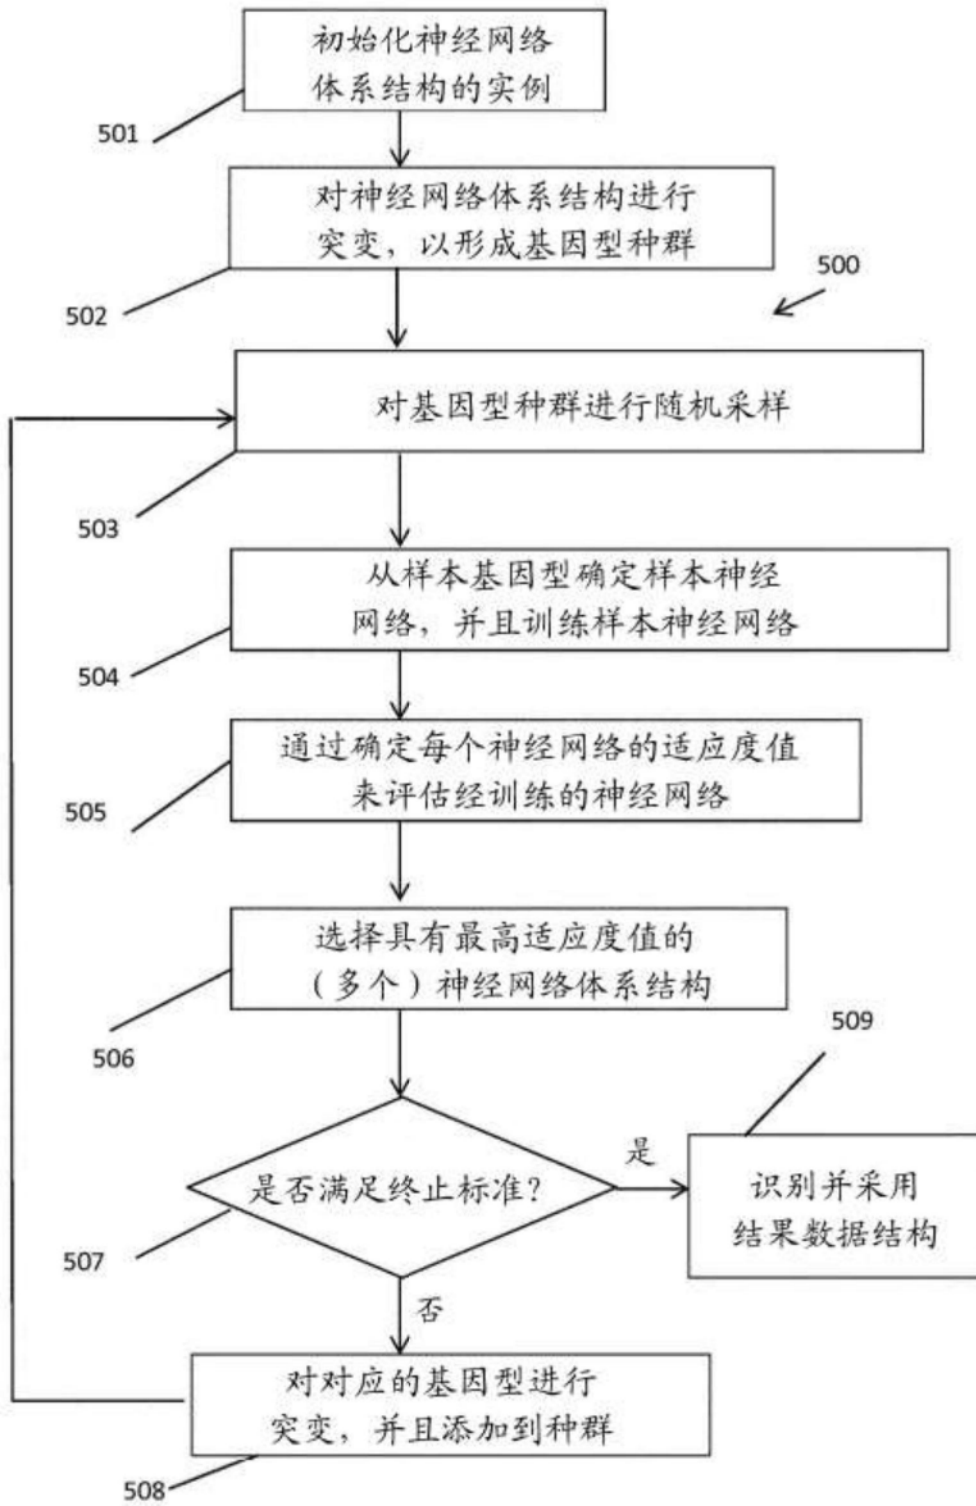 初始化神经网络
体系结构的实例
501
对神经网络体系结构进行
突变，以形成基因型种群
500
502
对基因型种群进行随机采样
503
从样本基因型确定样本神经
网络，并且训练样本神经网络
504
通过确定每个神经网络的适应度值
来评估经训练的神经网络
505
选择具有最高适应度值的
（多个）神经网络体系结构
506
509
是否满足终止标准？
是
识别并采用
结果数据结构
507
否
对对应的基因型进行
突变，并且添加到种群
508